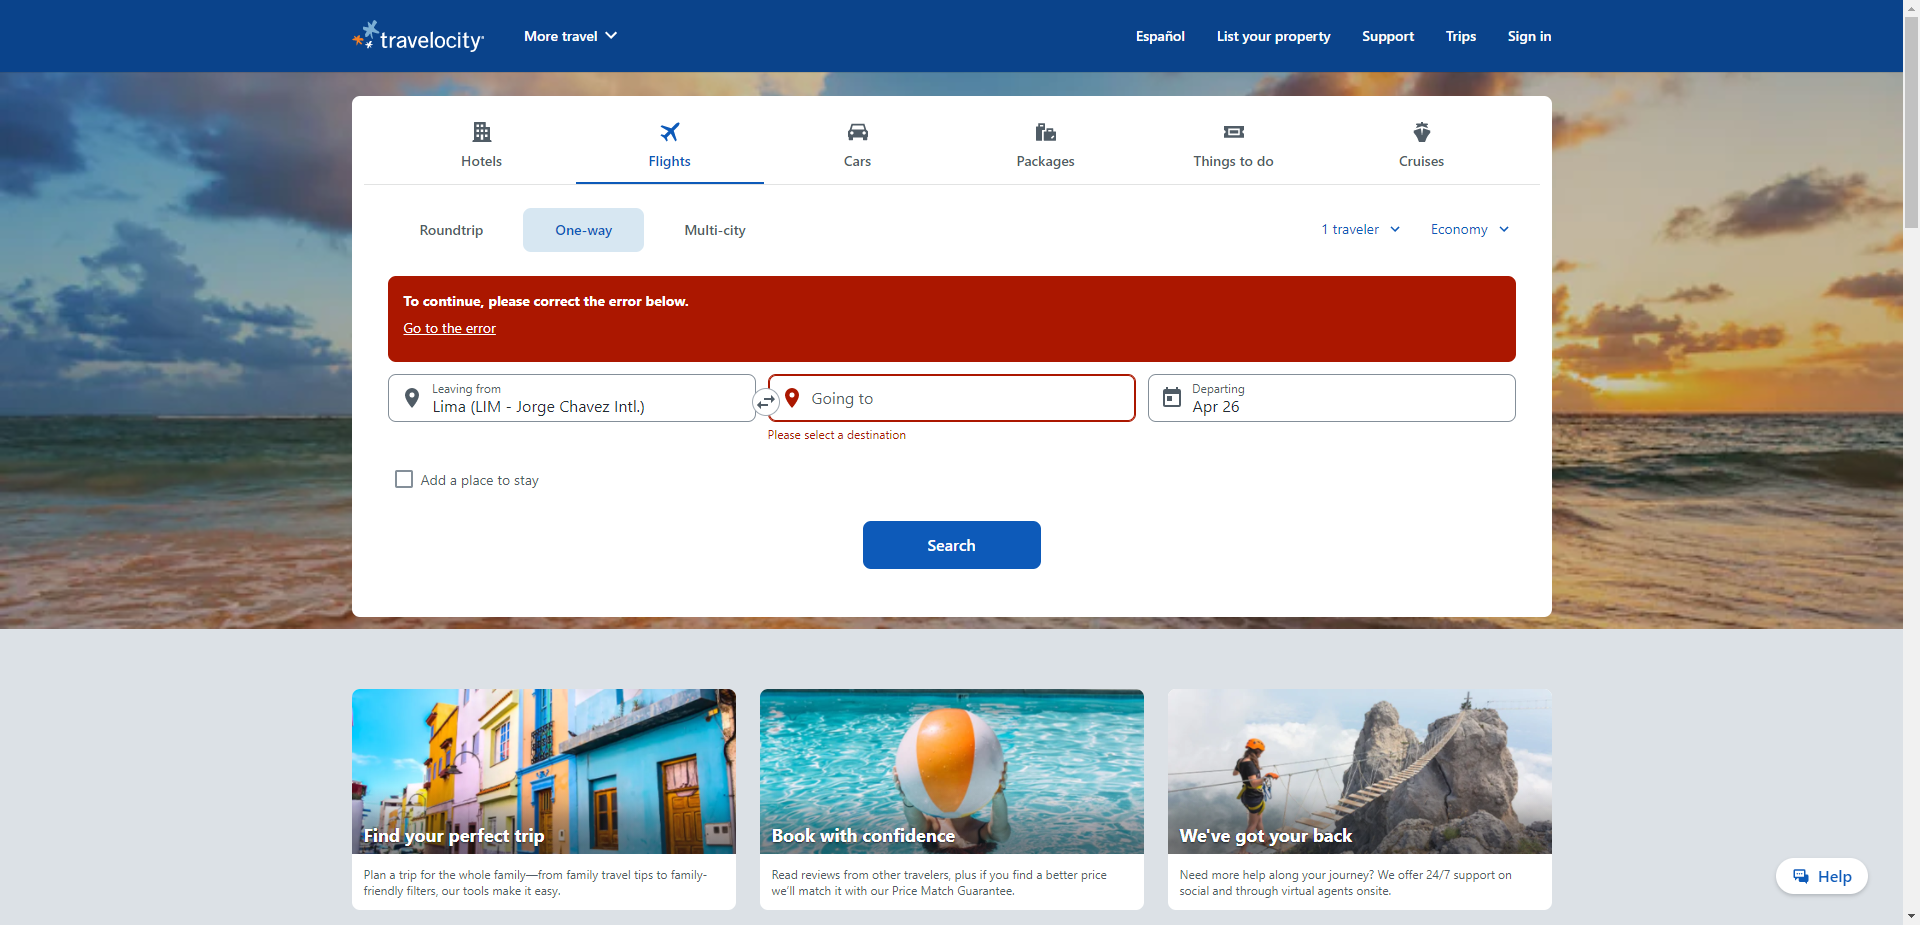 travelocity
More travel
Español
List your property
Support
Trips
Sign in
Hotels
Flights
Cars
Packages
Things to do
Cruises
Roundtrip
One-way
Multi-city
1 traveler
Economy
To continue, please correct the error below.
Go to the error
Leaving from
Lima (LIM - Jorge Chavez Intl.)
Going to
Please select a destination
Departing
Apr 26
Add a place to stay
Search
Find your perfect trip
Plan a trip for the whole family—from family travel tips to family-
friendly filters, our tools make it easy.
Book with confidence
Read reviews from other travelers, plus if you find a better price
we'll match it with our Price Match Guarantee.
We've got your back
Need more help along your journey? We offer 24/7 support on
social and through virtual agents onsite.
Help